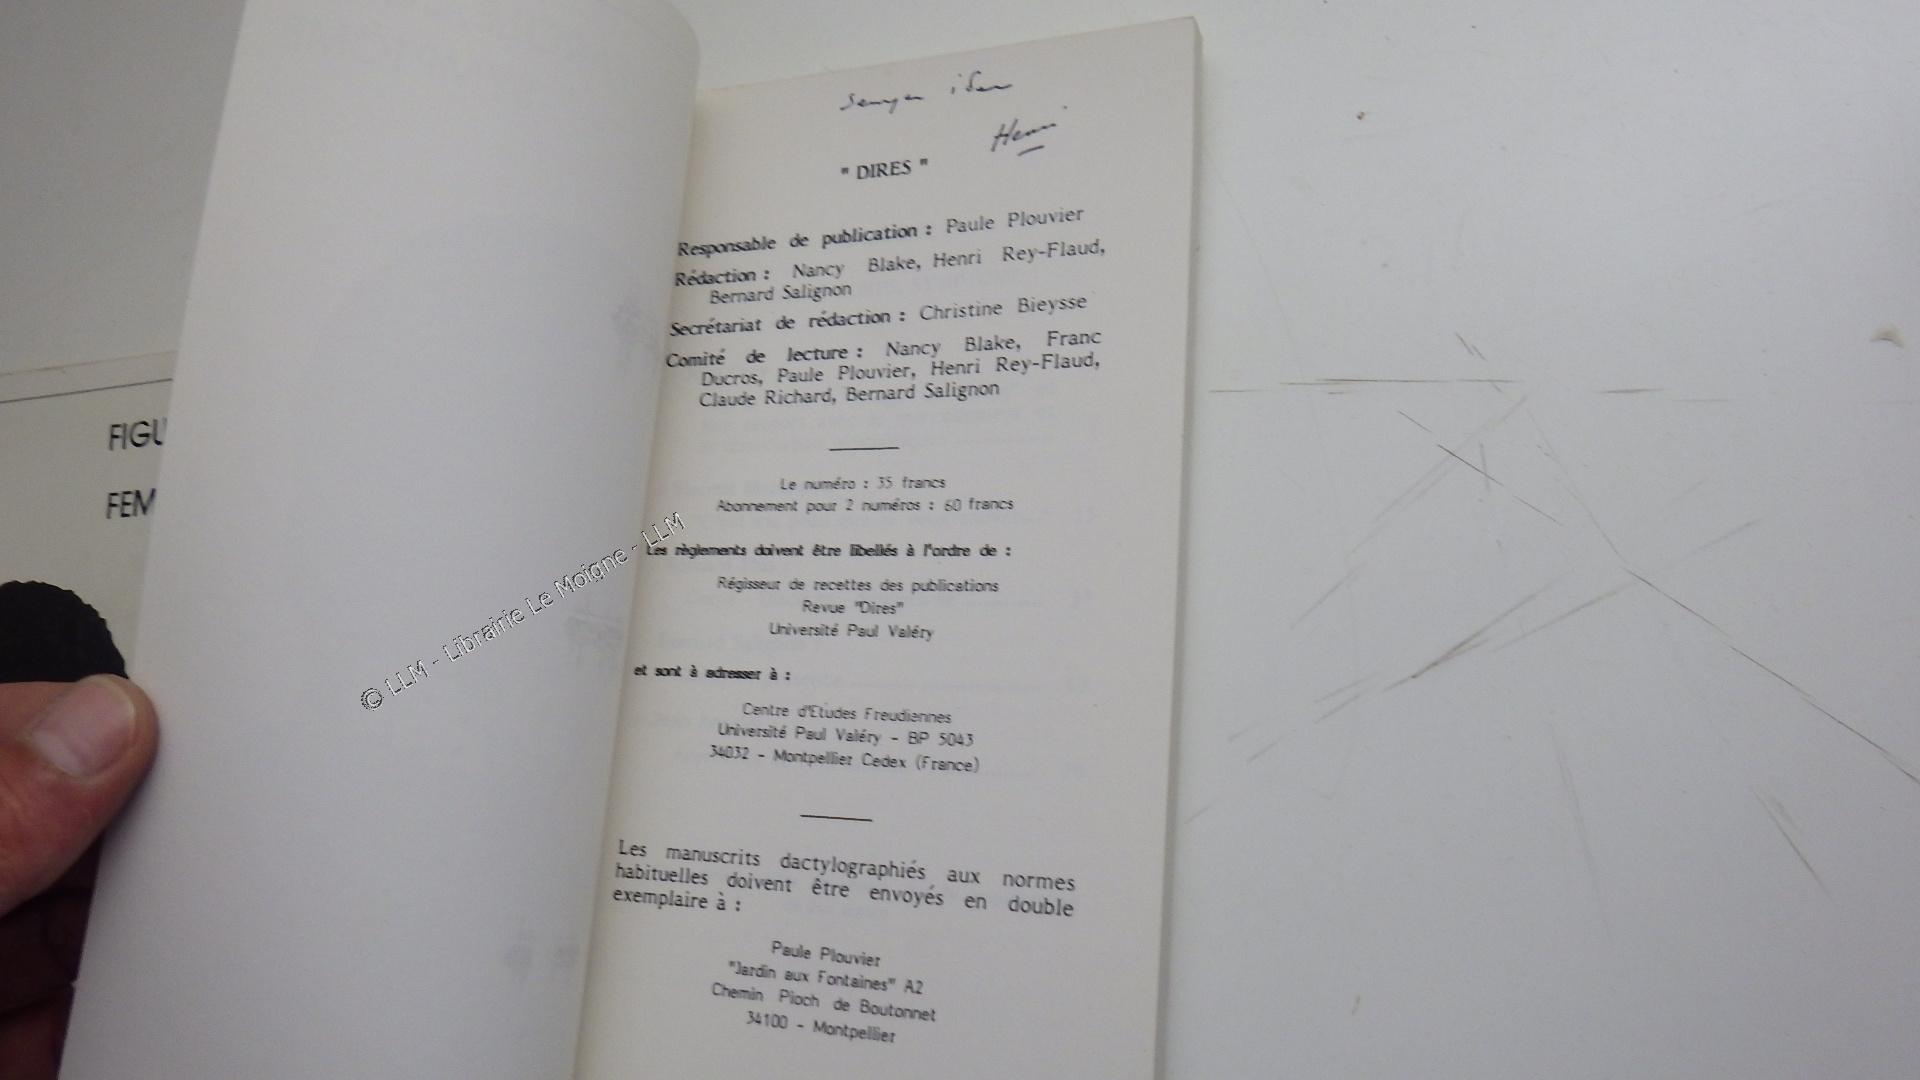 Henri
" DIRES "
Responsable de publication : Paule Plouvier
Rédaction : Nancy Blake, Henri Rey-Flaud,
Bernard Salignon
Secrétariat de rédaction : Christine Bieysse
Comité de lecture : Nancy Blake, Franc
Ducros, Paule Plouvier, Henri Rey-Flaud,
Claude Richard, Bernard Salignon
Le numéro : 35 francs
Abonnement pour 2 numéros : 60 francs
Les règlements doivent être libellés à l'ordre de :
Régisseur de recettes des publications
Revue "Dires"
Université Paul Valéry
et sont à adresser à :
Centre d'Etudes Freudiennes
Université Paul Valéry - BP 5043
34032 - Montpellier Cedex (France)
Les manuscrits dactylographiés aux normes
habituelles doivent être envoyés en double
exemplaire à :
Paule Plouvier
"Jardin aux Fontaines" A2
Chemin Pioch de Boutonnet
34100 - Montpellier
FIGU
FEM
© LLM - Librairie Le Moigne - LLM